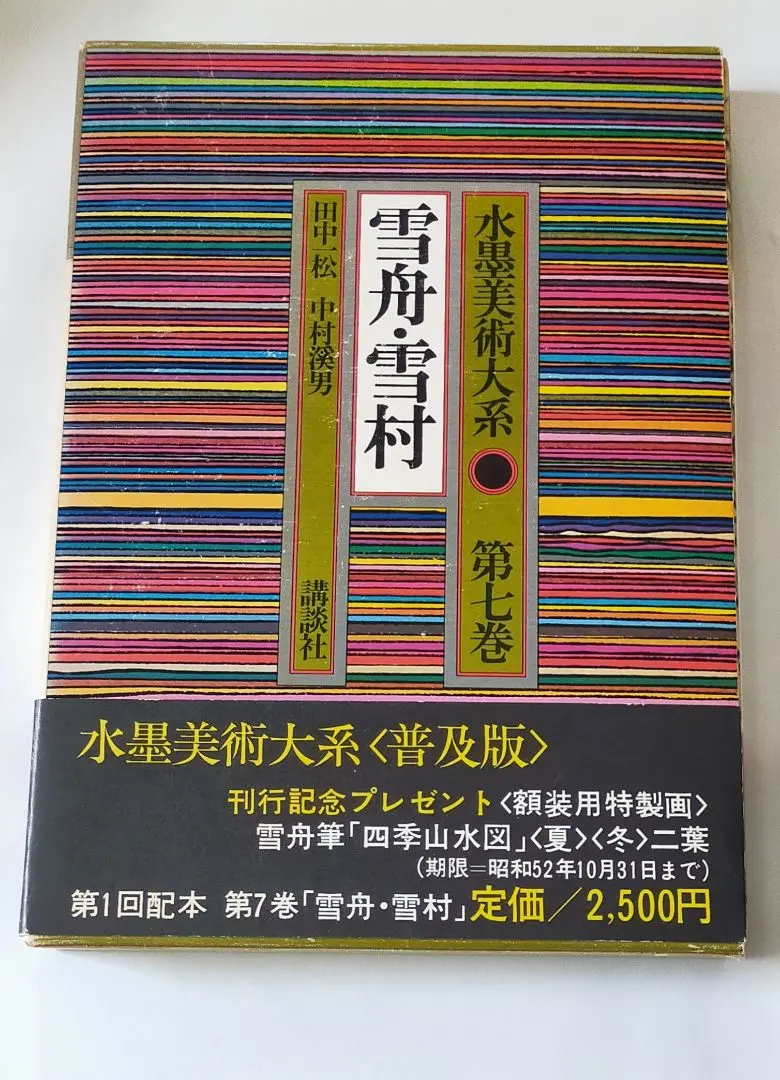 水墨美術大系●第七巻
雪舟・雪村
田中一松 中村溪男
講談社
水墨美術大系〈普及版〉
刊行記念プレゼント〈額装用特製画〉
雪舟筆「四季山水図」〈夏〉〈冬〉二葉
(期限=昭和52年10月31日まで)
第1回配本 第7巻「雪舟・雪村」定価/2,500円